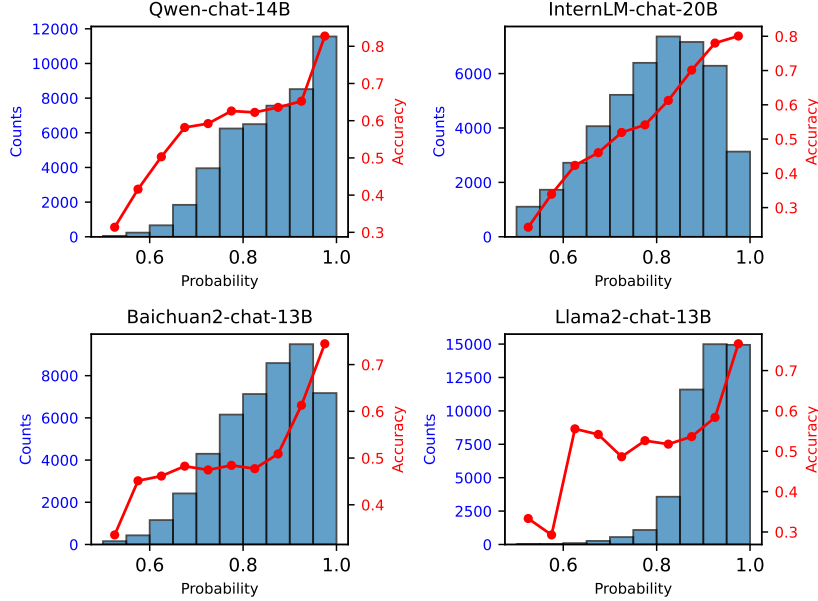 Qwen-chat-14B
12000
10000
8000
6000
4000
2000
0
Counts
0.8
0.7
0.6
0.5
0.4
0.3
Accuracy
0.6 0.8 1.0
Probability
InternLM-chat-20B
6000
4000
2000
0
Counts
0.8
0.7
0.6
0.5
0.4
0.3
Accuracy
0.6 0.8 1.0
Probability
Baichuan2-chat-13B
8000
6000
4000
2000
0
Counts
0.7
0.6
0.5
0.4
Accuracy
0.6 0.8 1.0
Probability
Llama2-chat-13B
15000
12500
10000
7500
5000
2500
0
Counts
0.7
0.6
0.5
0.4
0.3
Accuracy
0.6 0.8 1.0
Probability